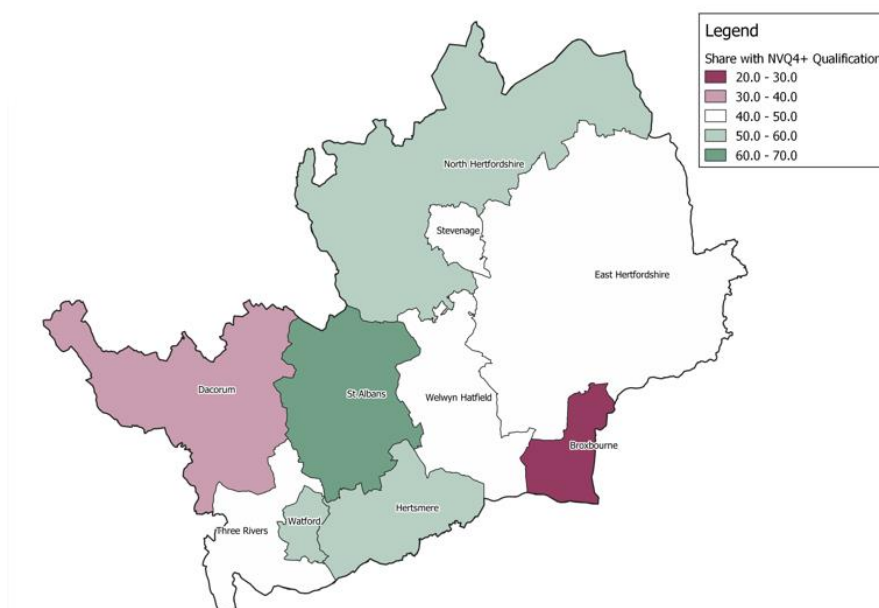 Legend
Share with NVQ4+ Qualification
20.0 - 30.0
30.0 - 40.0
40.0 - 50.0
50.0 - 60.0
60.0 - 70.0
North Hertfordshire
Stevenage
East Hertfordshire
Dacorum
St Albans
Welwyn Hatfield
Broxbourne
Hertsmere
Watford
Three Rivers